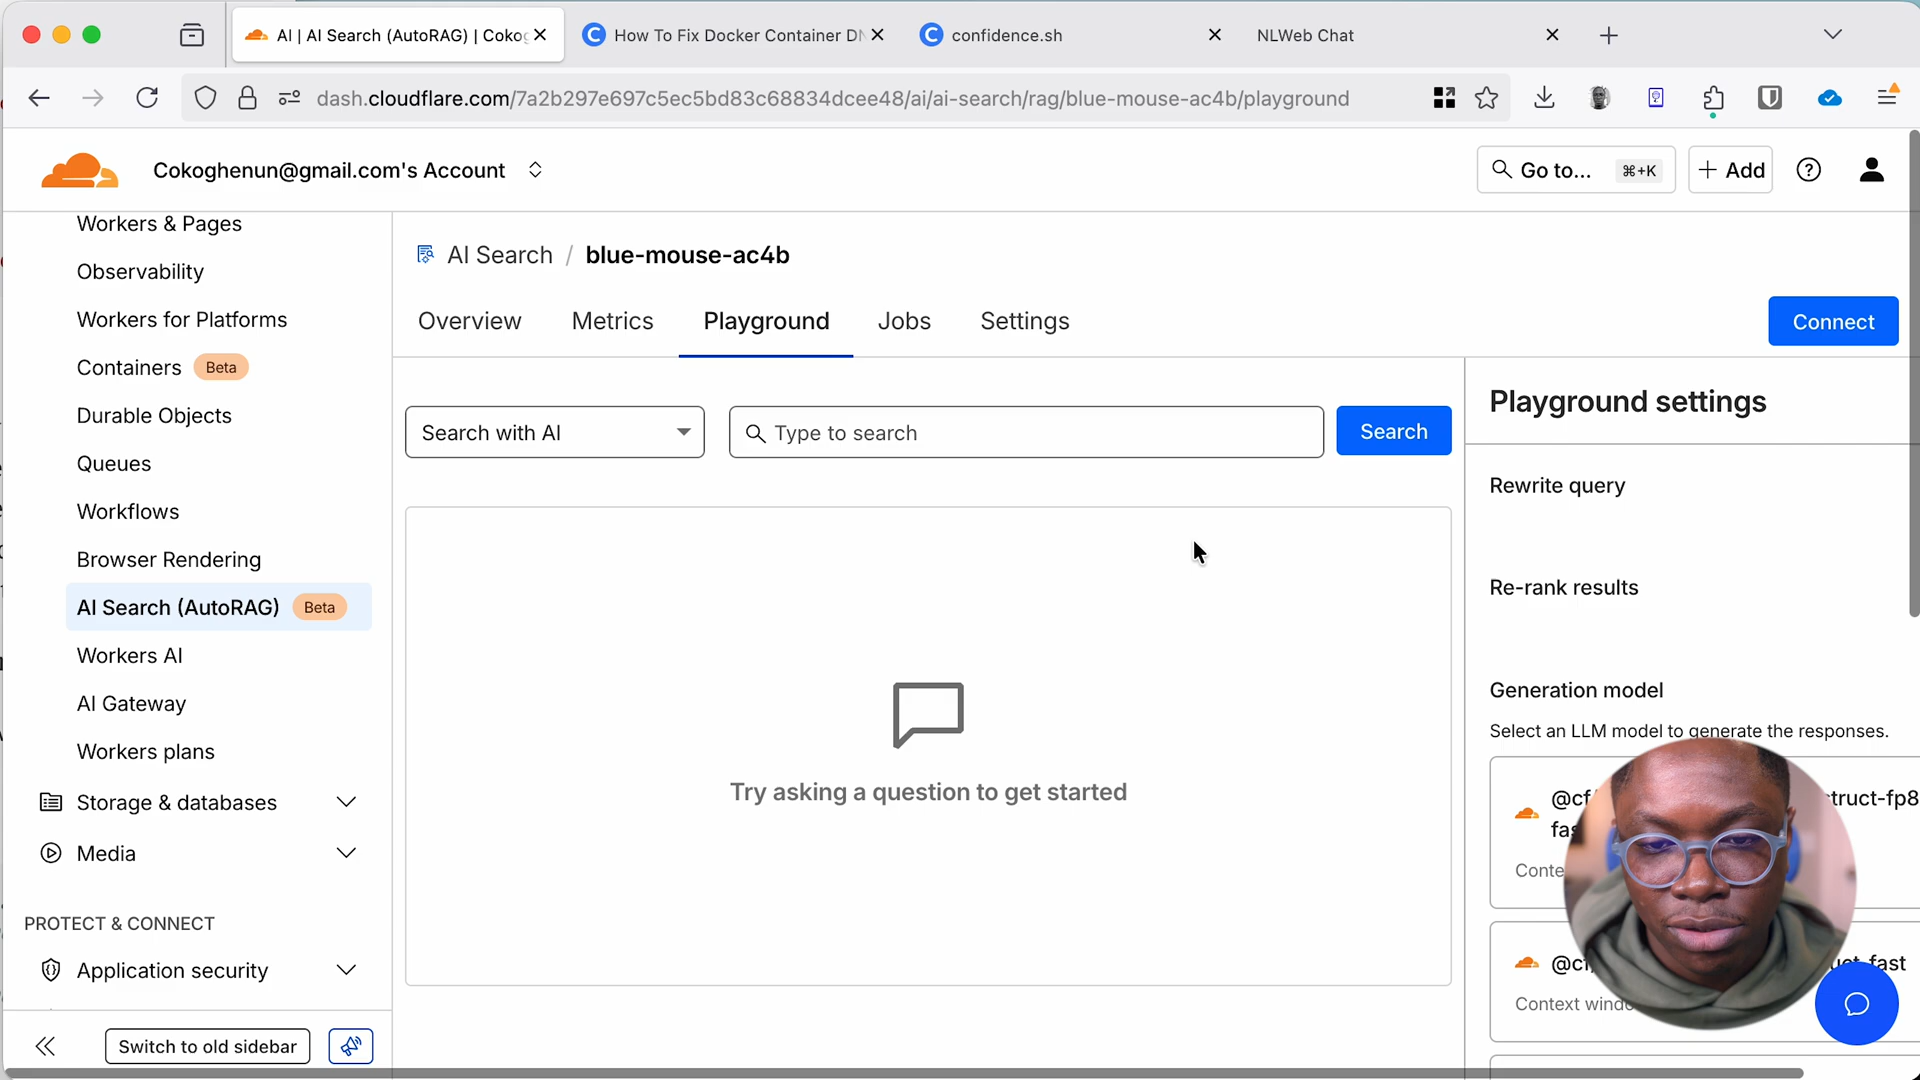 AI | AI Search (AutoRAG) | Cokog
How To Fix Docker Container DN
confidence.sh
NLWeb Chat
dash.cloudflare.com/7a2b297e697c5ec5bd83c68834dcee48/ai/ai-search/rag/blue-mouse-ac4b/playground
Cokoghenun@gmail.com's Account
Go to...
⌘+K
+ Add
Workers & Pages
Observability
Workers for Platforms
Containers Beta
Durable Objects
Queues
Workflows
Browser Rendering
AI Search (AutoRAG) Beta
Workers AI
AI Gateway
Workers plans
Storage & databases
Media
PROTECT & CONNECT
Application security
Switch to old sidebar
AI Search / blue-mouse-ac4b
Overview
Metrics
Playground
Jobs
Settings
Connect
Search with AI
Type to search
Search
Try asking a question to get started
Playground settings
Rewrite query
Re-rank results
Generation model
Select an LLM model to generate the responses.
truct-fp8
Context